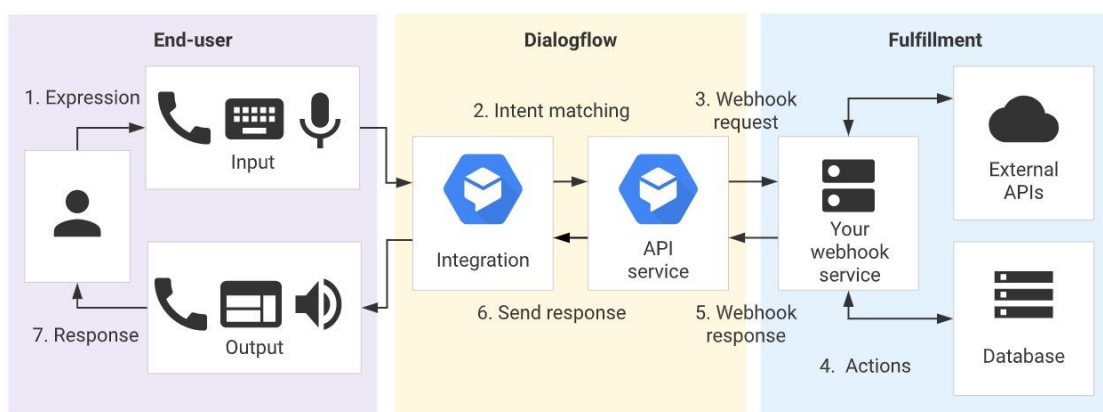 End-user
Dialogflow
Fulfillment
1. Expression
Input
2. Intent matching
3. Webhook
request
External
APIs
Integration
API
service
Your
webhook
service
7. Response
Output
6. Send response
5. Webhook
response
4. Actions
Database